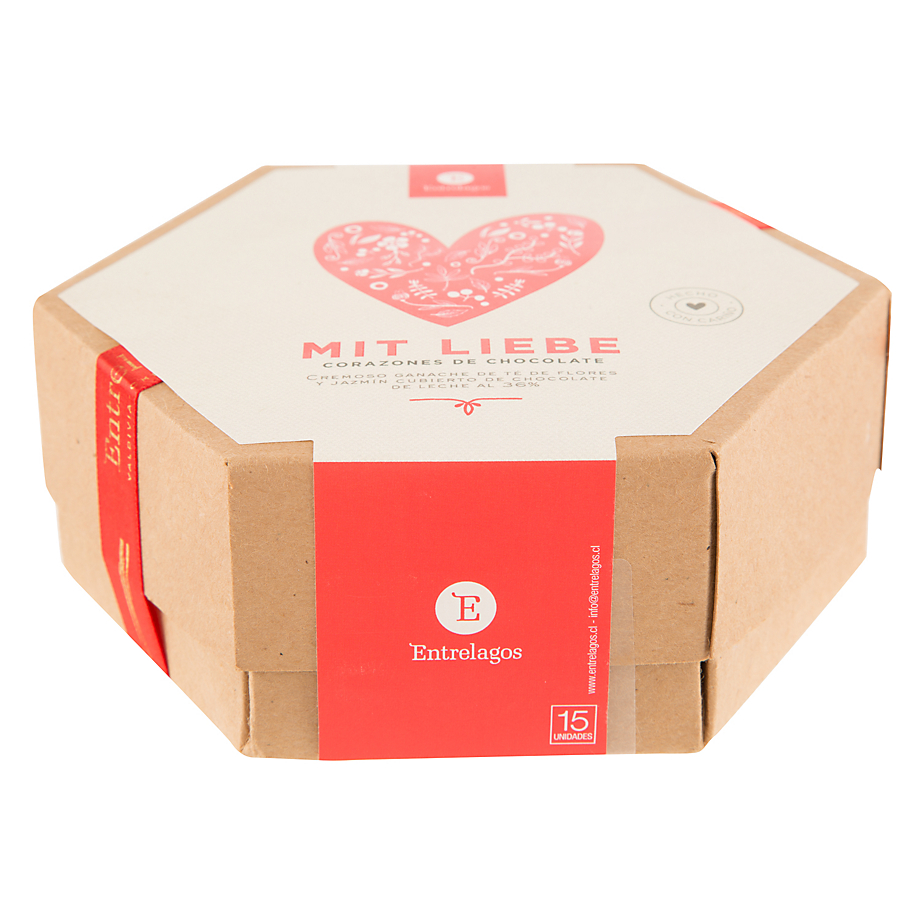 Entrelagos
HECHO
CON CARIÑO
MIT LIEBE
CORAZONES DE CHOCOLATE
CREMOSO GANACHE DE TÉ DE FLORES
Y JAZMÍN CUBIERTO DE CHOCOLATE
DE LECHE AL 36%
VALDIVIA
E
Entrelagos
www.entrelagos.cl - info@entrelagos.cl
15
UNIDADES